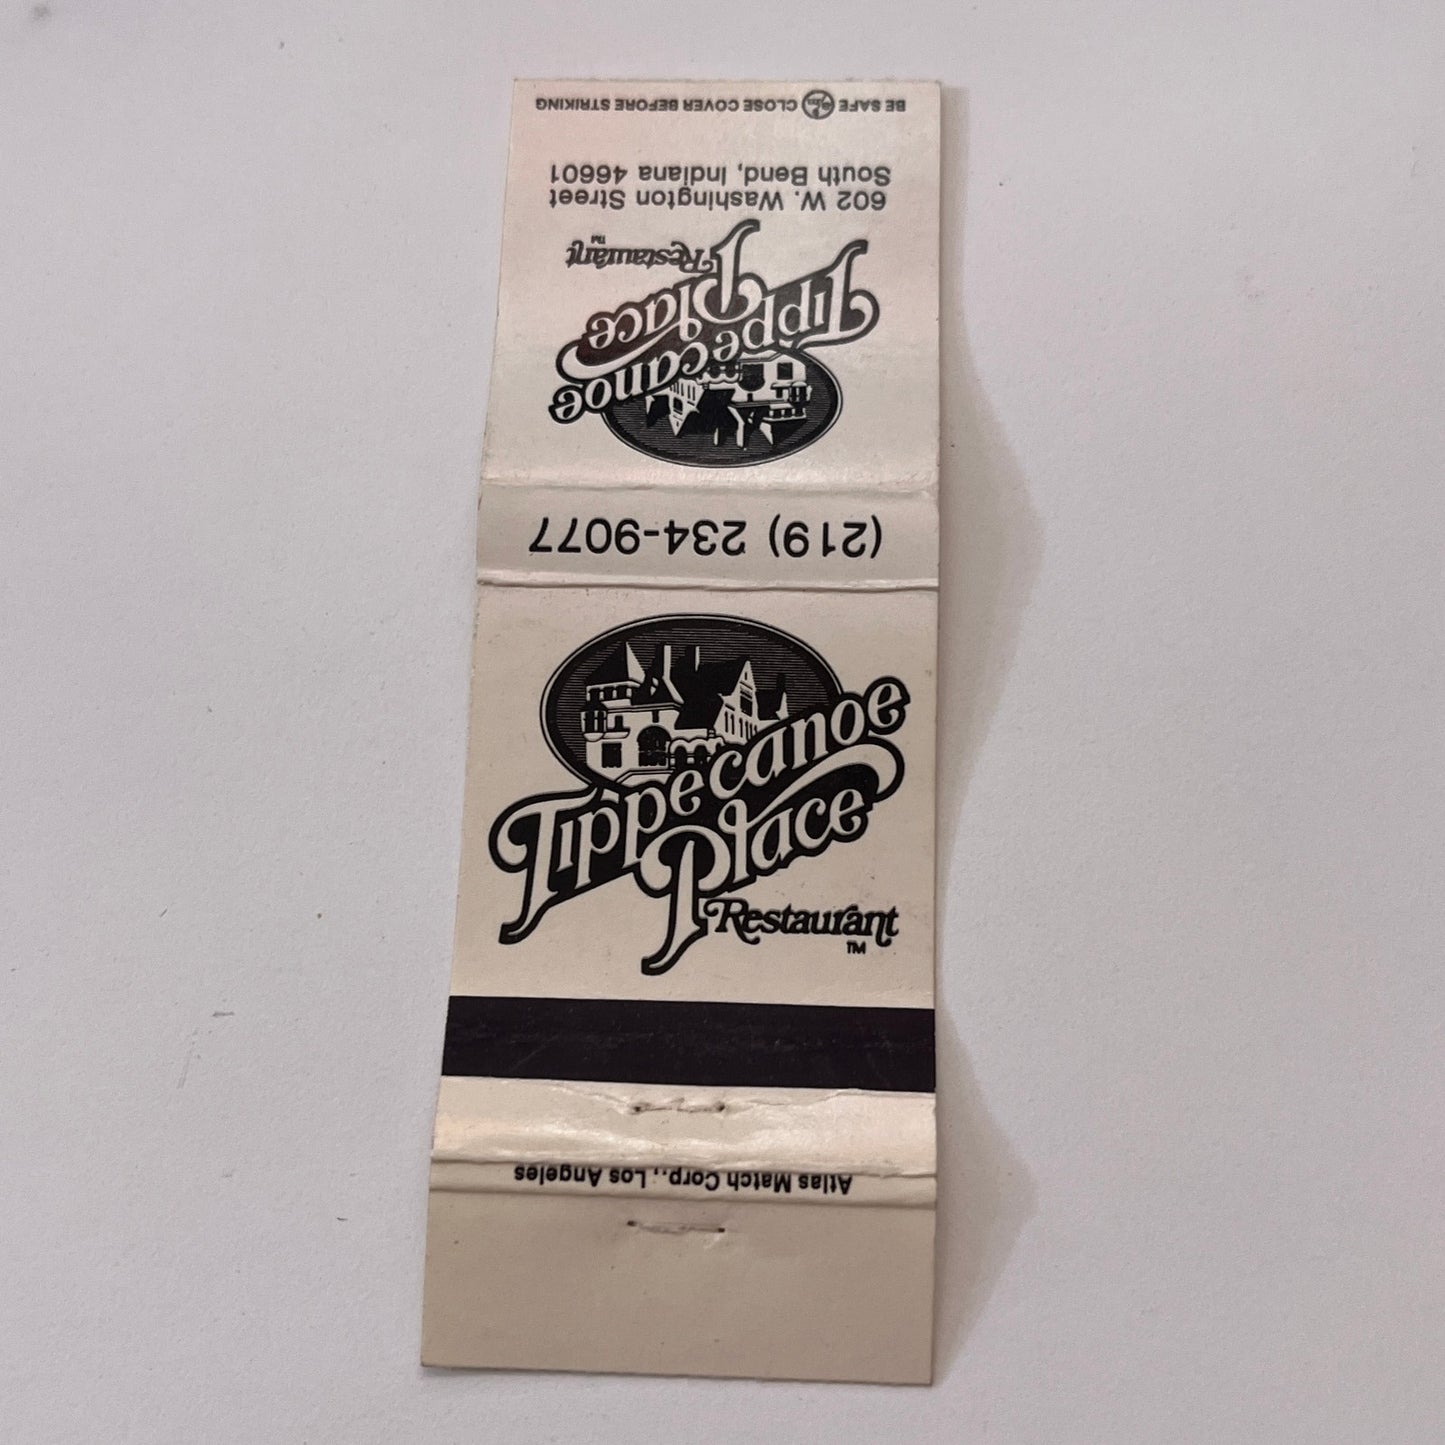 BE SAFE CLOSE COVER BEFORE STRIKING
Tippecanoe
Place
Restaurant
TM
602 W. Washington Street
South Bend, Indiana 46601
(219) 234-9077
Tippecanoe
Place
Restaurant
TM
Atlas Match Corp., Los Angeles